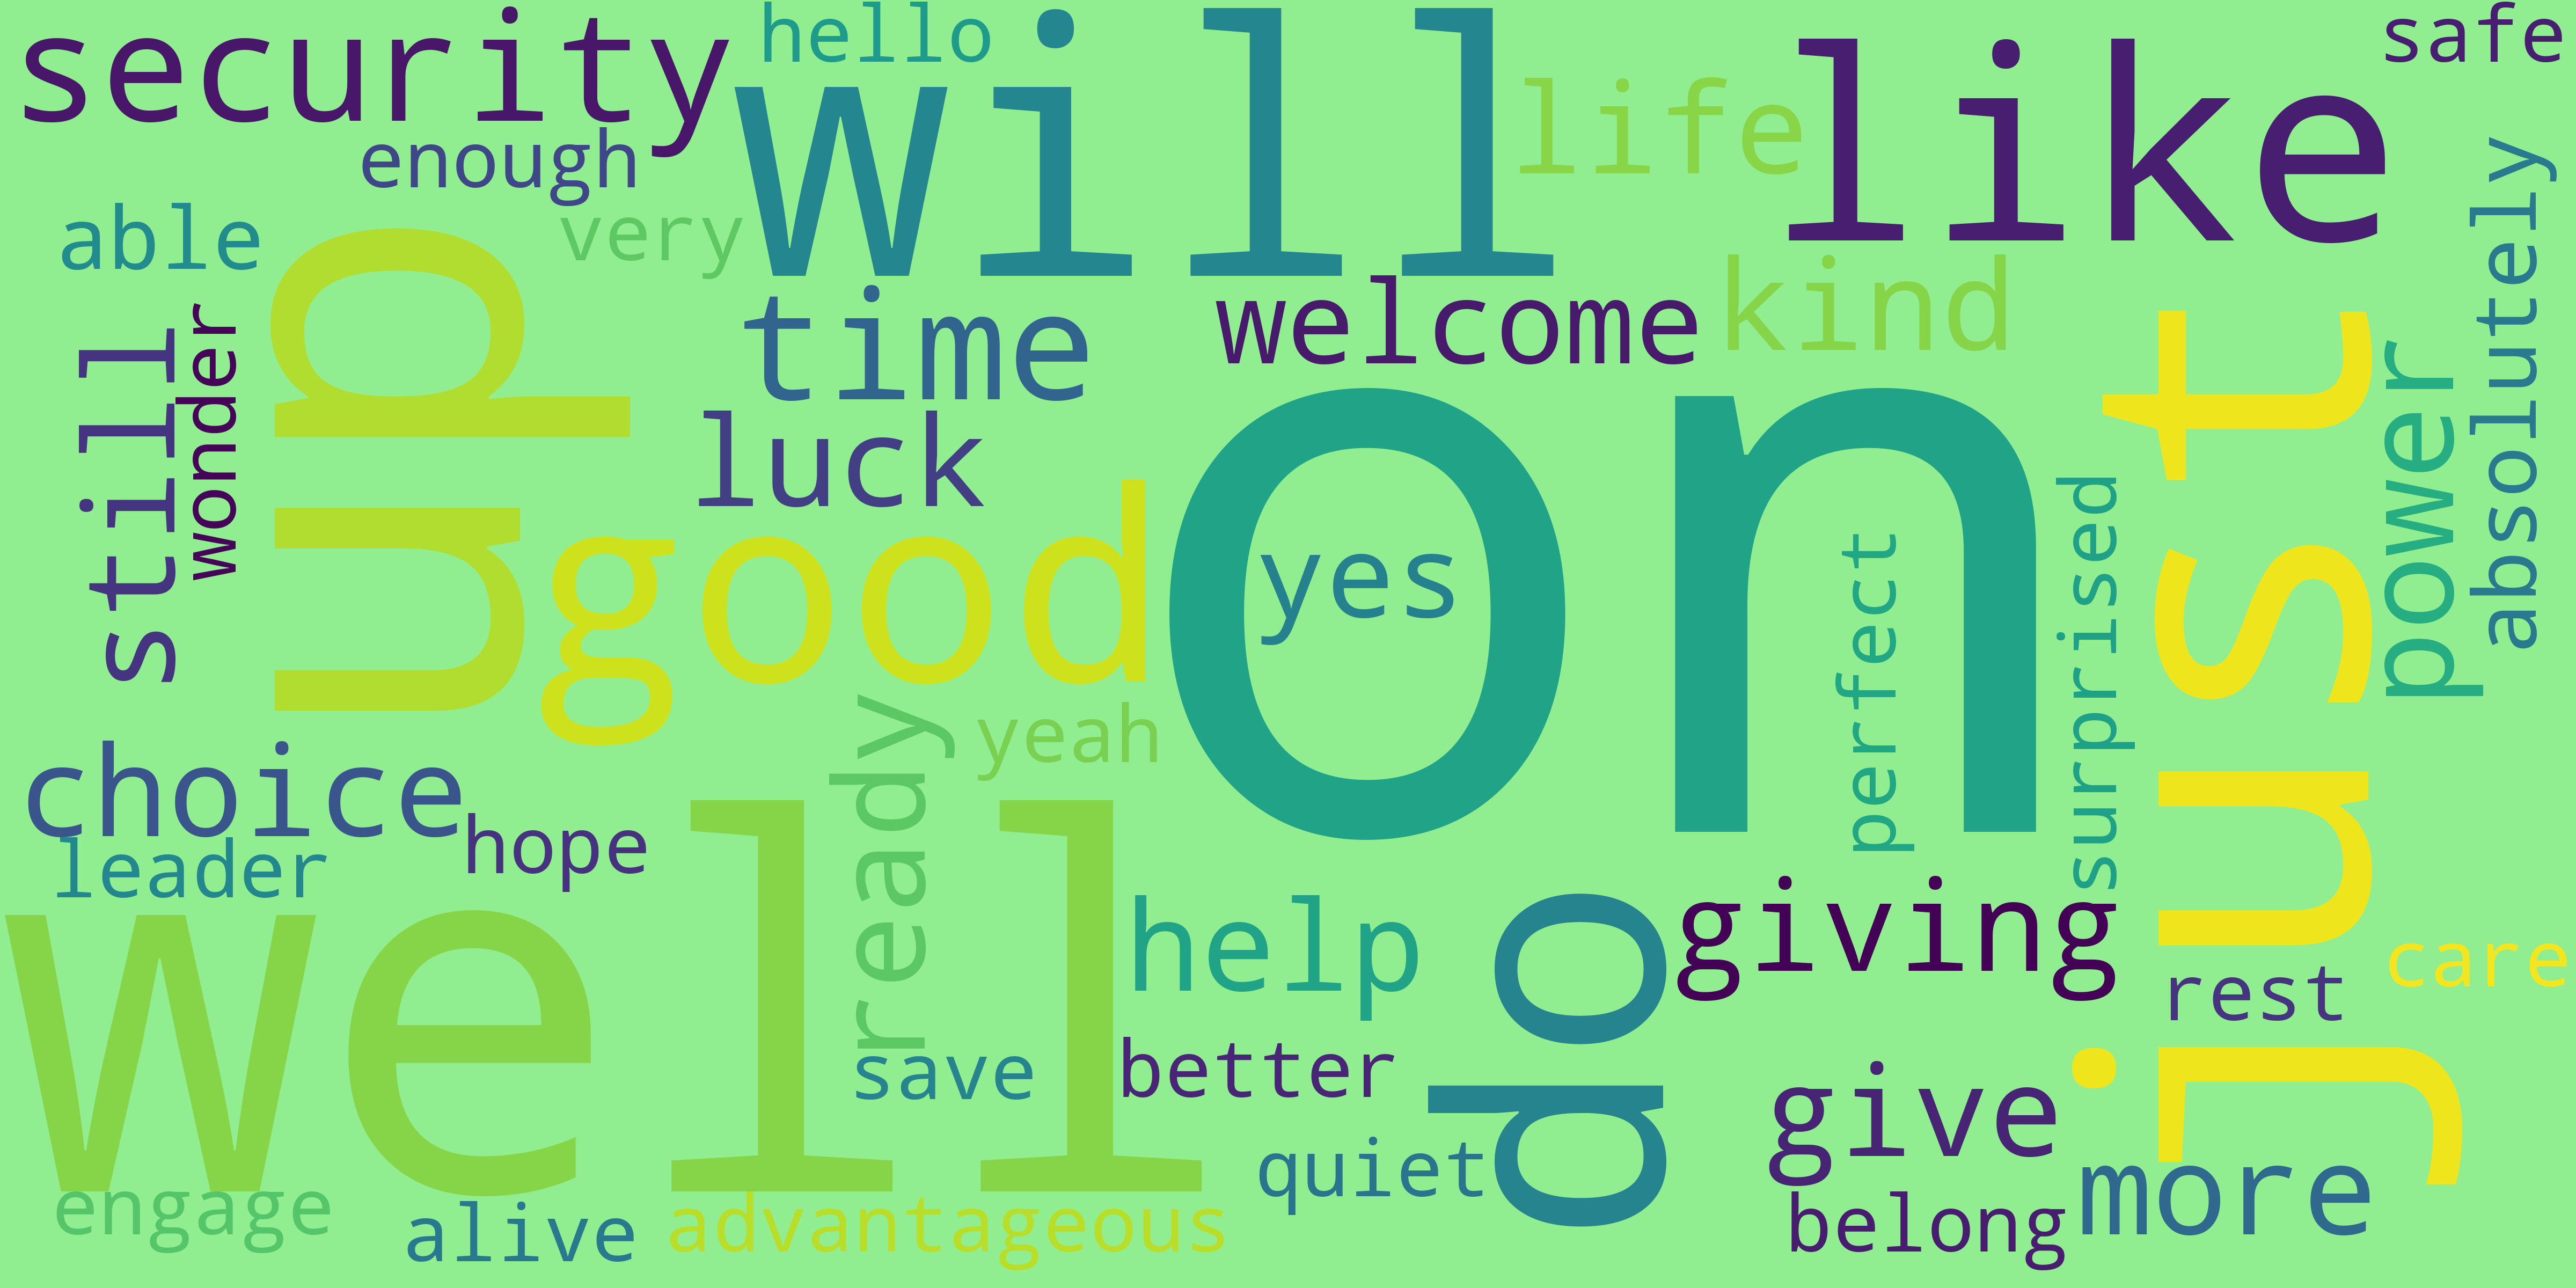 security
hello
will
life
like
safe
enough
able
very
time
welcome
kind
absolutely
still
wonder
up
luck
good
yes
on
just
power
perfect
surprised
choice
hope
leader
ready
yeah
well
help
do
giving
care
rest
save
better
give
quiet
more
engage
alive
advantageous
belong